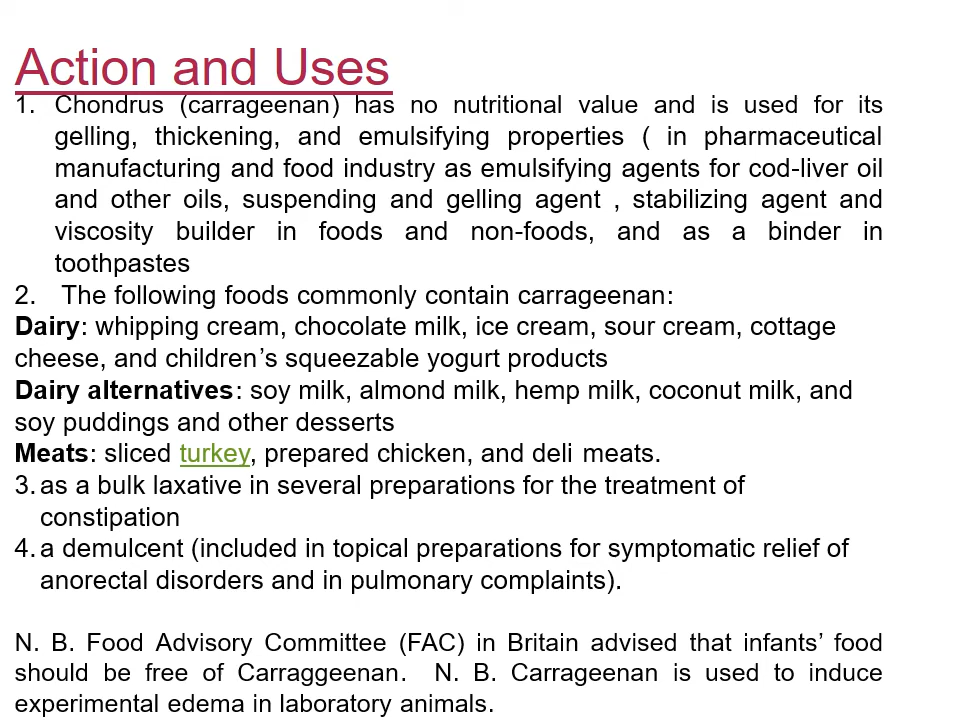 Action and Uses
1. Chondrus (carrageenan) has no nutritional value and is used for its
gelling, thickening, and emulsifying properties ( in pharmaceutical
manufacturing and food industry as emulsifying agents for cod-liver oil
and other oils, suspending and gelling agent , stabilizing agent and
viscosity builder in foods and non-foods, and as a binder in
toothpastes
2. The following foods commonly contain carrageenan:
Dairy: whipping cream, chocolate milk, ice cream, sour cream, cottage
cheese, and children’s squeezable yogurt products
Dairy alternatives: soy milk, almond milk, hemp milk, coconut milk, and
soy puddings and other desserts
Meats: sliced turkey, prepared chicken, and deli meats.
3. as a bulk laxative in several preparations for the treatment of
constipation
4. a demulcent (included in topical preparations for symptomatic relief of
anorectal disorders and in pulmonary complaints).
N. B. Food Advisory Committee (FAC) in Britain advised that infants’ food
should be free of Carraggeenan. N. B. Carrageenan is used to induce
experimental edema in laboratory animals.